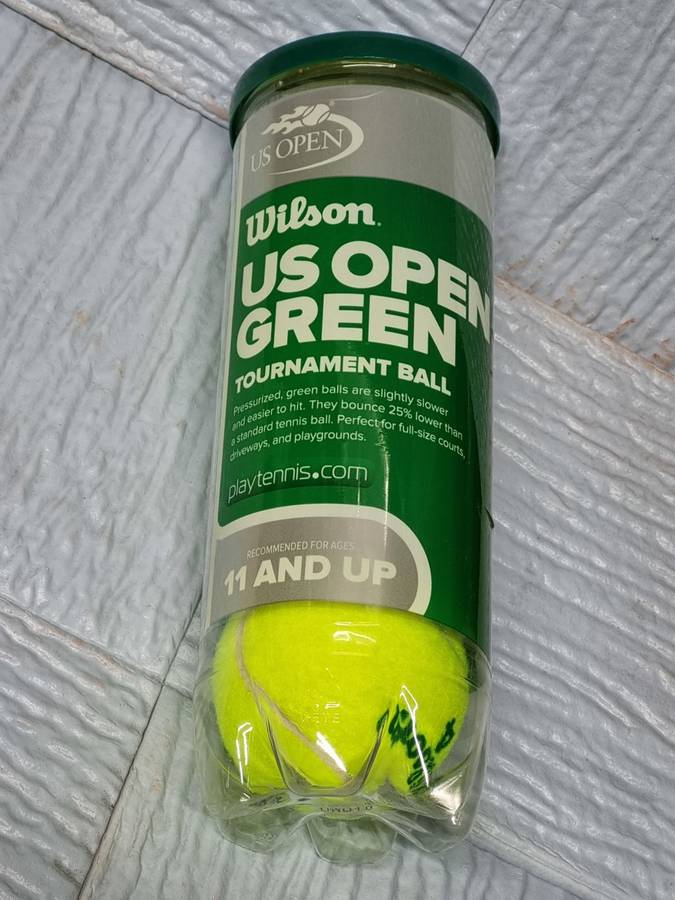 US OPEN
Wilson.
US OPEN
GREEN
TOURNAMENT BALL
Pressurized, green balls are slightly slower
and easier to hit. They bounce 25% lower than
a standard tennis ball. Perfect for full-size courts,
driveways, and playgrounds.
playtennis.com
RECOMMENDED FOR AGES
11 AND UP